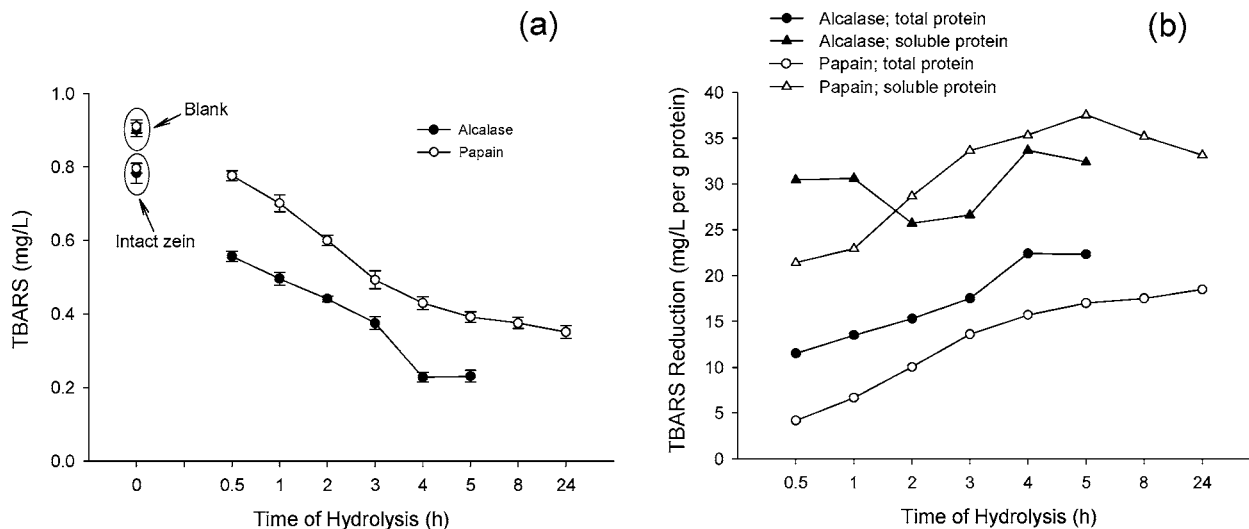 (a)
Blank
Intact zein
Alcalase
Papain
TBARS (mg/L)
1.0
0.8
0.6
0.4
0.2
0.0
0 0.5 1 2 3 4 5 8 24
Time of Hydrolysis (h)
(b)
Alcalase; total protein
Alcalase; soluble protein
Papain; total protein
Papain; soluble protein
TBARS Reduction (mg/L per g protein)
40
35
30
25
20
15
10
5
0
0.5 1 2 3 4 5 8 24
Time of Hydrolysis (h)